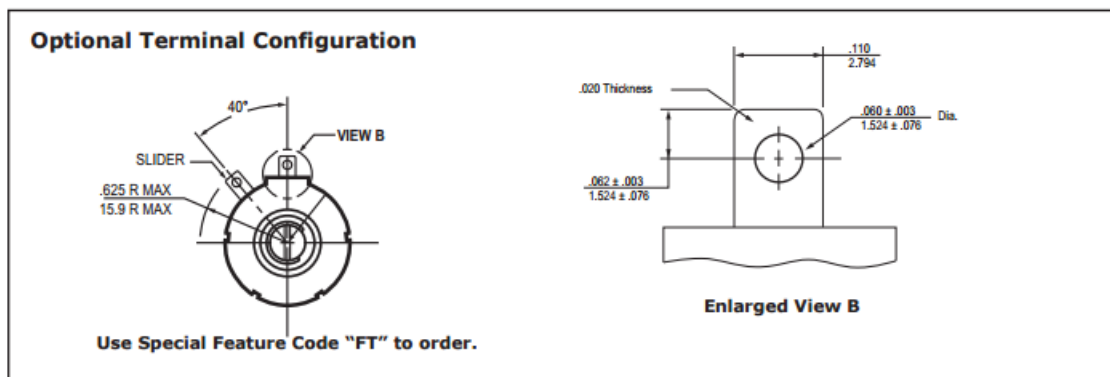 Optional Terminal Configuration
40°
VIEW B
SLIDER
.625 R MAX
15.9 R MAX
Use Special Feature Code “FT” to order.
.110
2.794
.020 Thickness
.060 ± .003 Dia.
1.524 ± .076
.062 ± .003
1.524 ± .076
Enlarged View B